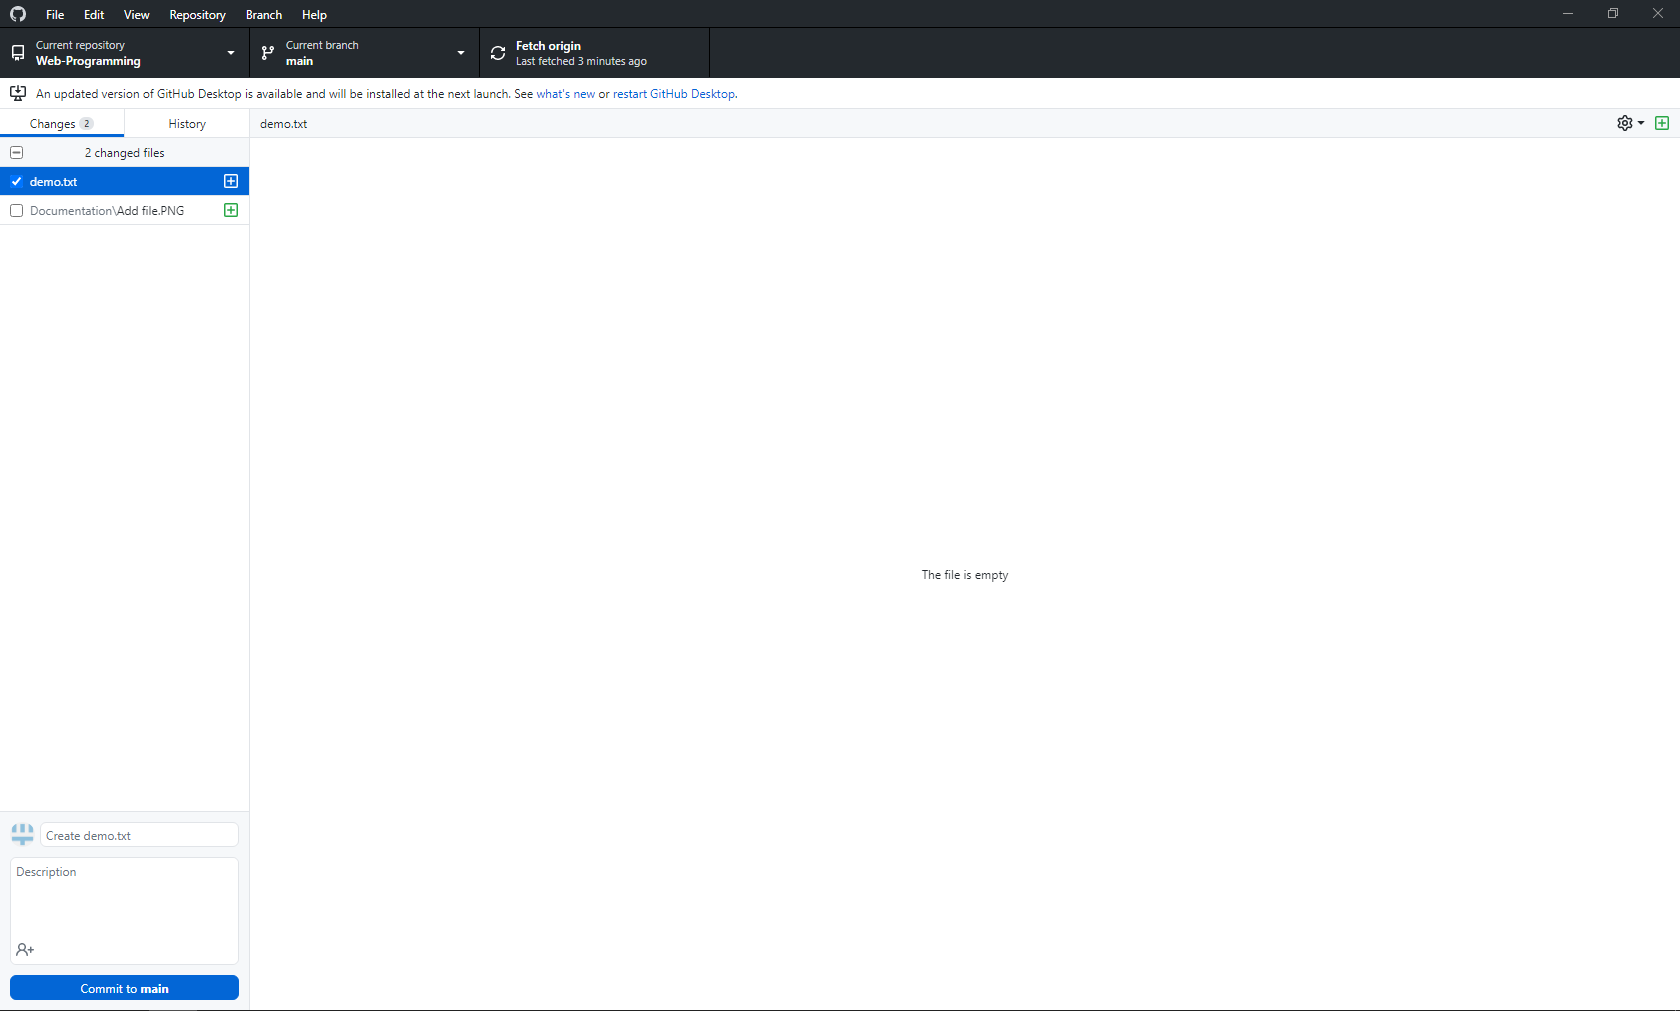 File Edit View Repository Branch Help
Current repository
Web-Programming
Current branch
main
Fetch origin
Last fetched 3 minutes ago
An updated version of GitHub Desktop is available and will be installed at the next launch. See what's new or restart GitHub Desktop.
Changes 2
History
demo.txt
2 changed files
demo.txt
Documentation\Add file.PNG
The file is empty
Create demo.txt
Description
Commit to main